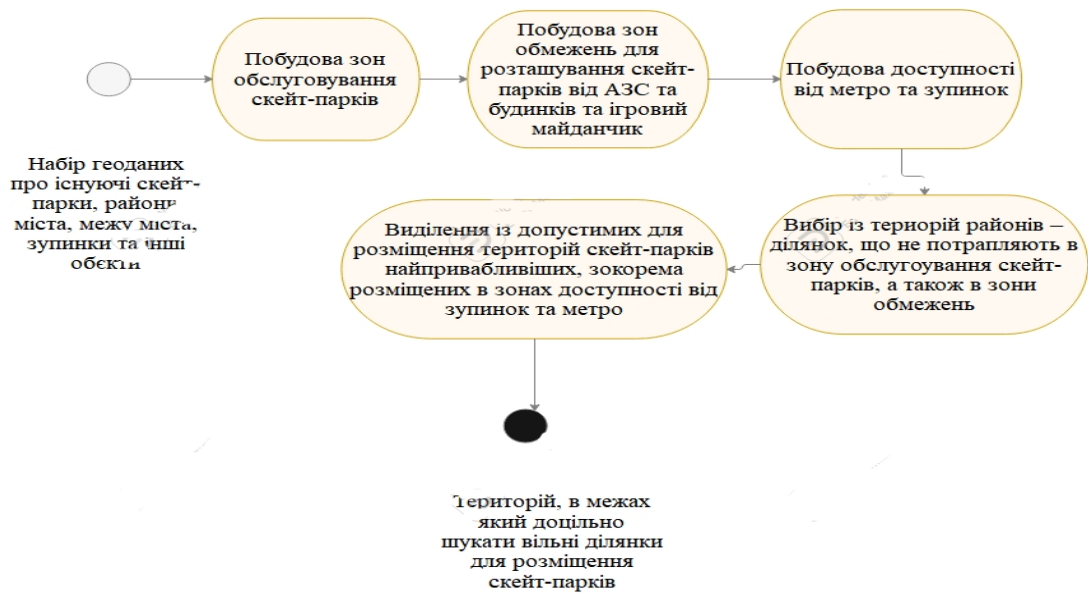 Побудова зон
обслуговування
скейт-парків
Побудова зон
обмежень для
розташування скейт-
парків від АЗС та
будинків та ігровий
майданчик
Побудова доступності
від метро та зупинок
Набір геоданих
про існуючі скейт-
парки, райони
міста, межу міста,
зупинки та інші
обєкти
Вибір із териорій районів –
ділянок, що не потрапляють в
зону обслугоування скейт-
парків, а також в зони
обмежень
Виділення із допустимих для
розміщення територій скейт-парків
найпривабливіших, зокорема
розміщених в зонах доступності від
зупинок та метро
Територій, в межах
який доцільно
шукати вільні ділянки
для розміщення
скейт-парків